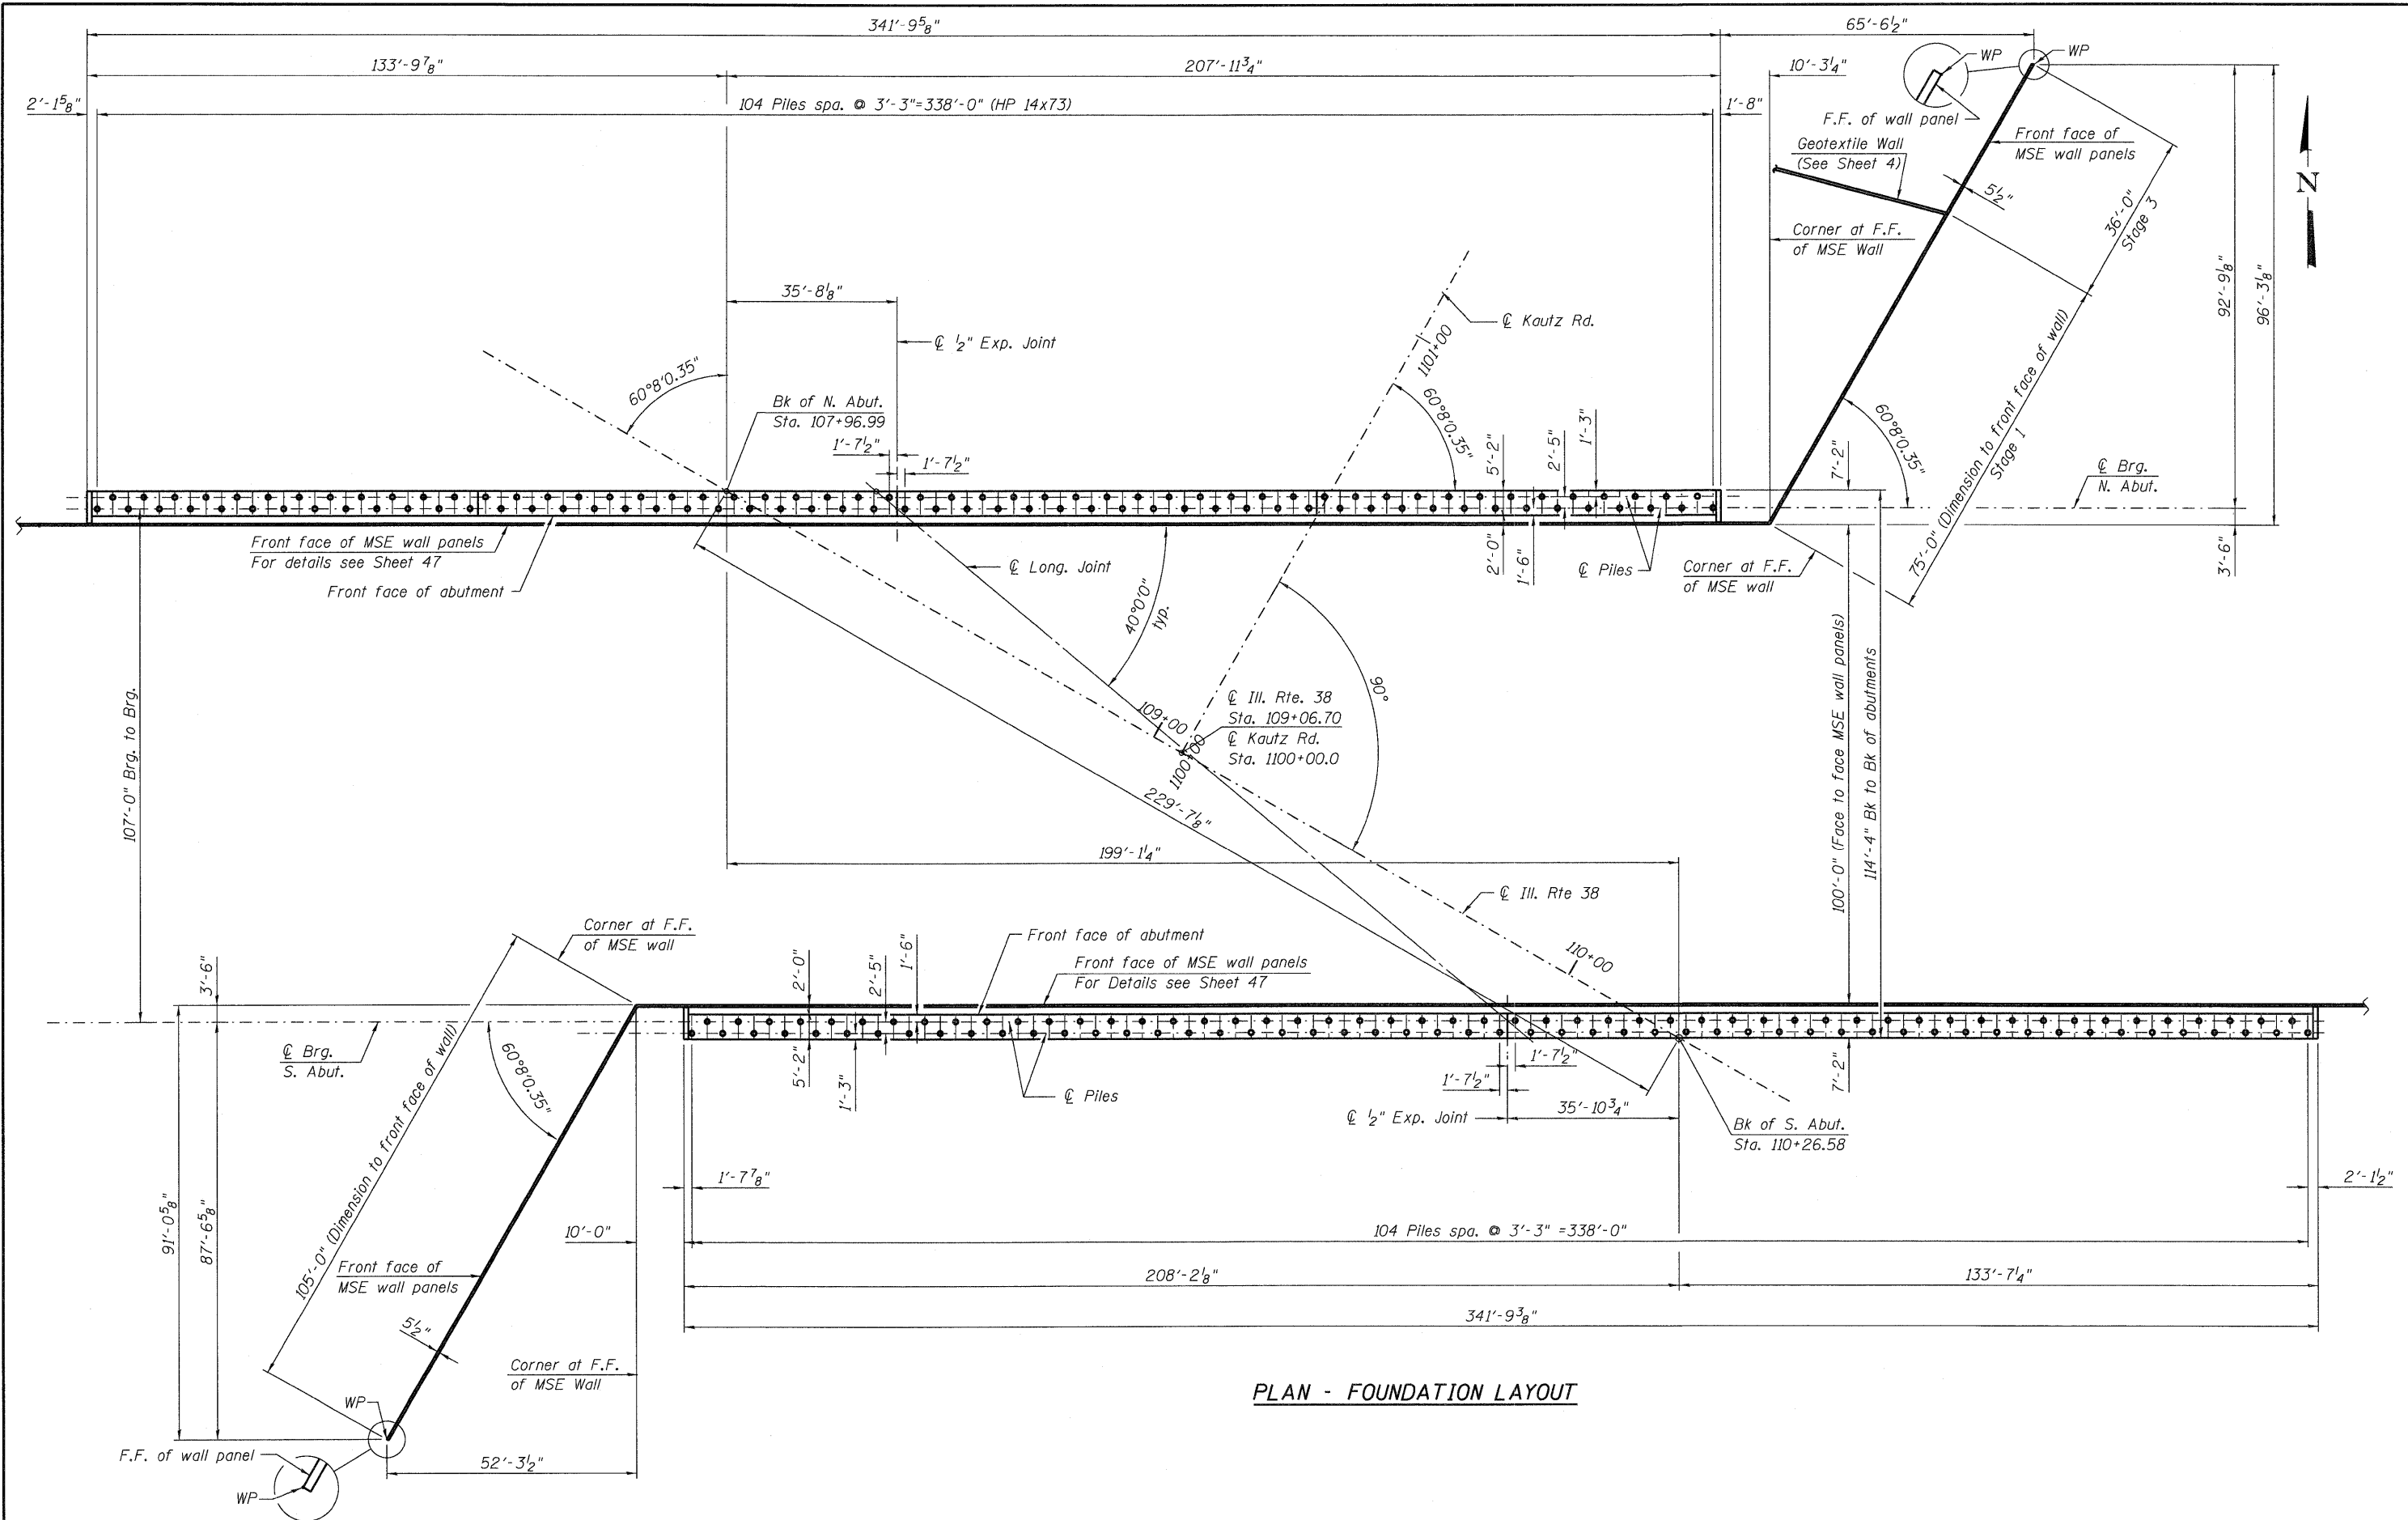 341'-9 5/8"
65'-6 1/2"
133'-9 7/8"
207'-11 3/4"
10'-3 1/4"
WP
WP
2'-1 5/8"
104 Piles spa. @ 3'-3"=338'-0" (HP 14x73)
1'-8"
F.F. of wall panel
Front face of
MSE wall panels
Geotextile Wall
(See Sheet 4)
N
5 1/2"
36'-0"
Stage 3
Corner at F.F.
of MSE Wall
92'-9 1/8"
96'-3 1/8"
35'-8 1/8"
℄ Kautz Rd.
℄ 1/2" Exp. Joint
1101+00
60°8'0.35"
60°8'0.35"
60°8'0.35"
75'-0" (Dimension to front face of wall)
Stage 1
Bk of N. Abut.
Sta. 107+96.99
1'-7 1/2"
1'-7 1/2"
5'-2"
2'-5"
1'-3"
7'-2"
℄ Brg.
N. Abut.
Front face of MSE wall panels
For details see Sheet 47
Front face of abutment
℄ Long. Joint
2'-0"
1'-6"
℄ Piles
Corner at F.F.
of MSE wall
3'-6"
40°0'0"
typ.
90°
107'-0" Brg. to Brg.
109+00
1100+00
℄ Ill. Rte. 38
Sta. 109+06.70
℄ Kautz Rd.
Sta. 1100+00.0
100'-0" (Face to face MSE wall panels)
114'-4" Bk to Bk of abutments
229'-7 1/8"
199'-1 1/4"
℄ Ill. Rte 38
Corner at F.F.
of MSE wall
Front face of abutment
Front face of MSE wall panels
For Details see Sheet 47
110+00
3'-6"
2'-0"
2'-5"
1'-6"
℄ Brg.
S. Abut.
60°8'0.35"
5'-2"
1'-3"
℄ Piles
1'-7 1/2"
1'-7 1/2"
7'-2"
℄ 1/2" Exp. Joint
35'-10 3/4"
Bk of S. Abut.
Sta. 110+26.58
105'-0" (Dimension to front face of wall)
1'-7 7/8"
2'-1 1/2"
91'-0 5/8"
87'-6 5/8"
10'-0"
104 Piles spa. @ 3'-3" =338'-0"
Front face of
MSE wall panels
208'-2 1/8"
133'-7 1/4"
5 1/2"
341'-9 3/8"
Corner at F.F.
of MSE Wall
WP
PLAN - FOUNDATION LAYOUT
F.F. of wall panel
52'-3 1/2"
WP